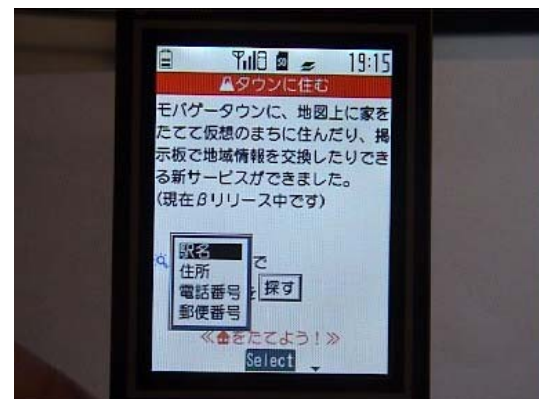 19:15
タウンに住む
モバゲータウンに、地図上に家を
たてて仮想のまちに住んだり、掲
示板で地域情報を交換したりでき
る新サービスができました。
(現在βリリース中です)
駅名
で
住所
電話番号
を 探す
郵便番号
≪をたてよう!≫
Select